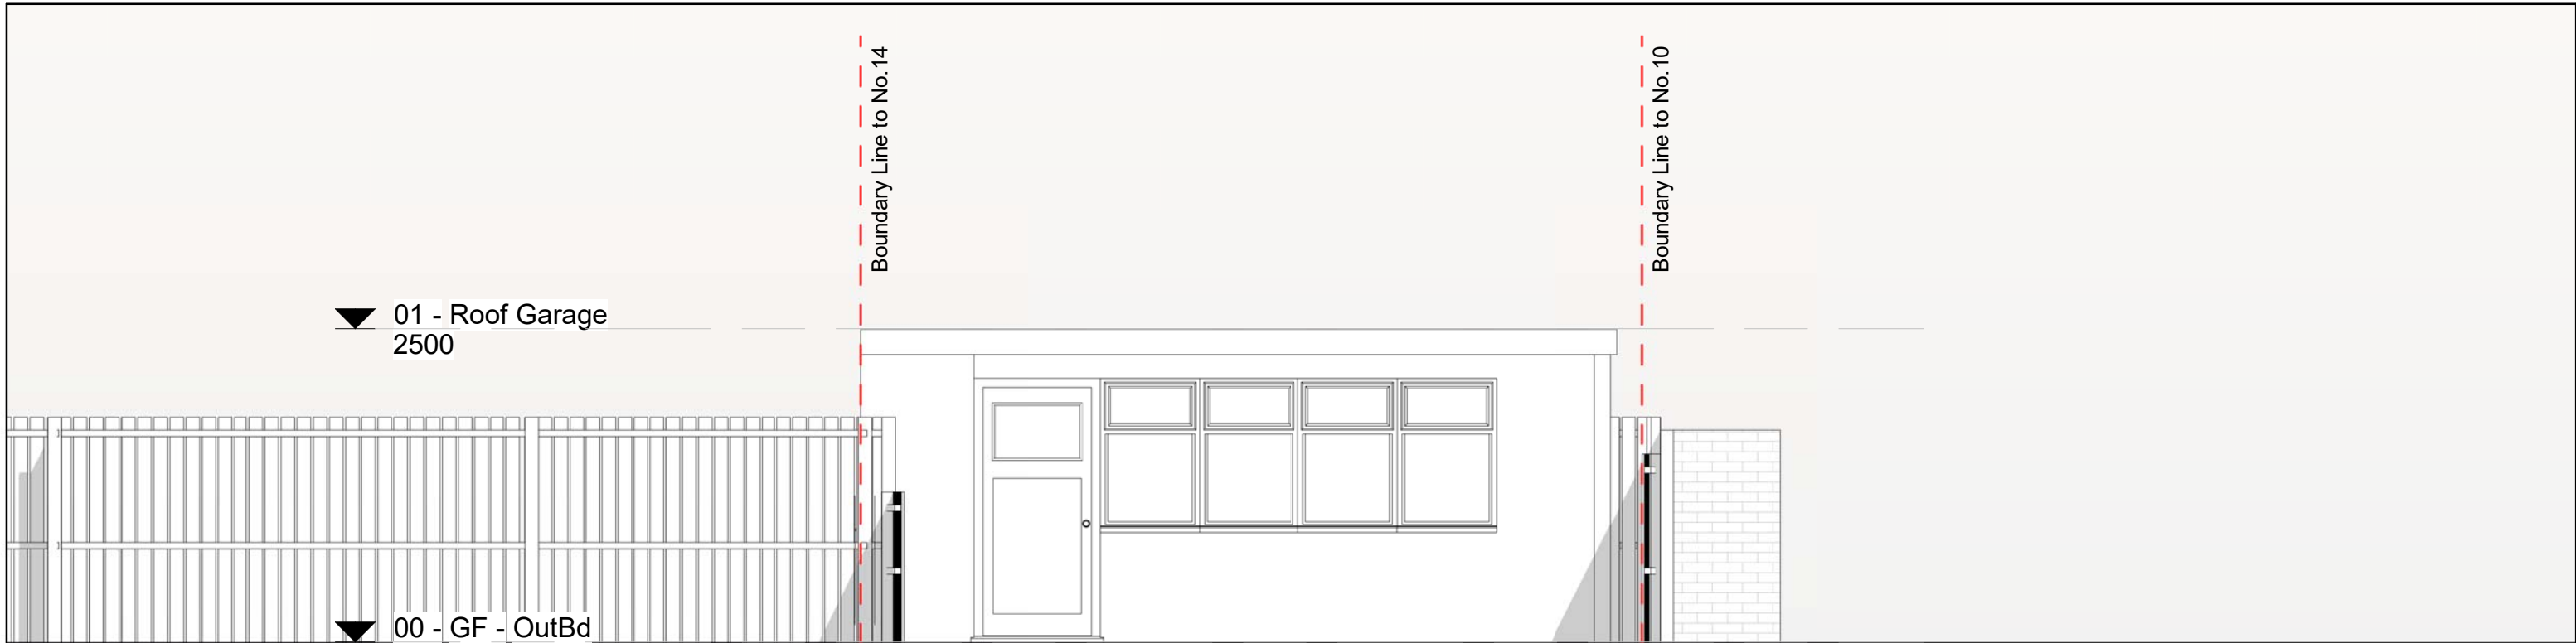 Boundary Line to No.14
Boundary Line to No.10
01 - Roof Garage
2500
00 - GF - OutBd